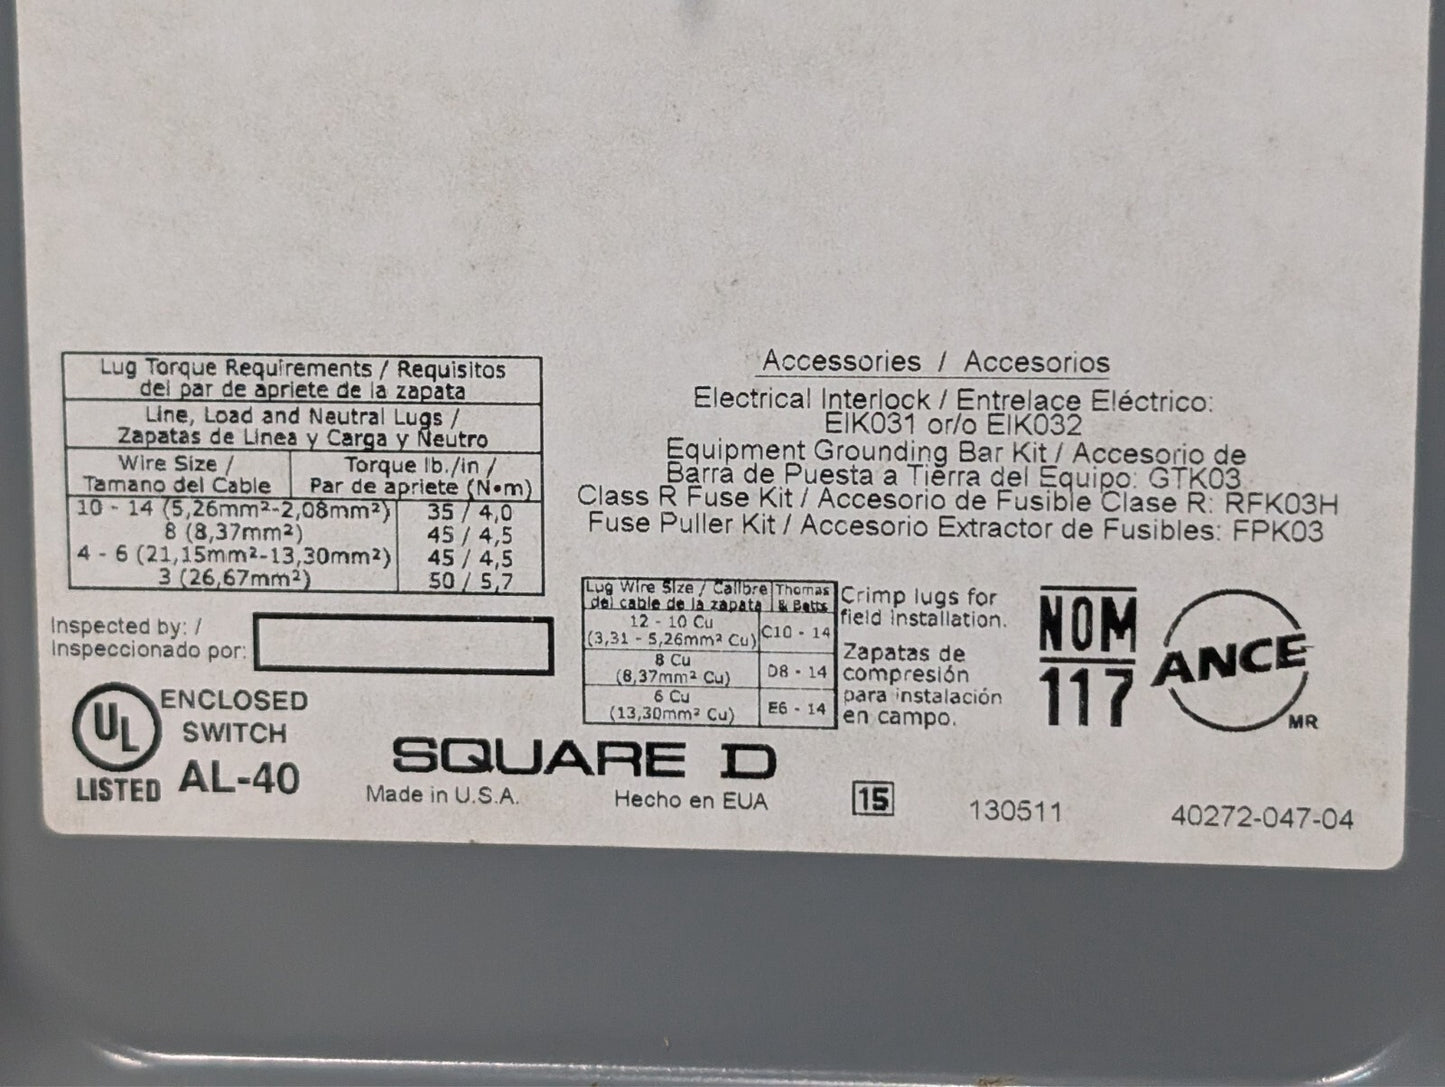 Lug Torque Requirements / Requisitos
del par de apriete de la zapata
Line, Load and Neutral Lugs /
Zapatas de Linea y Carga y Neutro
Wire Size /
Tamano del Cable
Torque lb./in /
Par de apriete (N•m)
10 - 14 (5,26mm²-2,08mm²) 35 / 4,0
8 (8,37mm²) 45 / 4,5
4 - 6 (21,15mm²-13,30mm²) 45 / 4,5
3 (26,67mm²) 50 / 5,7
Inspected by: /
Inspeccionado por:
UL
LISTED
ENCLOSED
SWITCH
AL-40
Accessories / Accesorios
Electrical Interlock / Entrelace Eléctrico:
EIK031 or/o EIK032
Equipment Grounding Bar Kit / Accesorio de
Barra de Puesta a Tierra del Equipo: GTK03
Class R Fuse Kit / Accesorio de Fusible Clase R: RFK03H
Fuse Puller Kit / Accesorio Extractor de Fusibles: FPK03
Lug Wire Size / Calibre
del cable de la zapata
Thomas
& Betts
12 - 10 Cu
(3,31 - 5,26mm² Cu)
C10 - 14
8 Cu
(8,37mm² Cu)
D8 - 14
6 Cu
(13,30mm² Cu)
E6 - 14
Crimp lugs for
field installation.
Zapatas de
compresión
para instalación
en campo.
NOM
117
ANCE
MR
SQUARE D
Made in U.S.A. Hecho en EUA
15 130511 40272-047-04